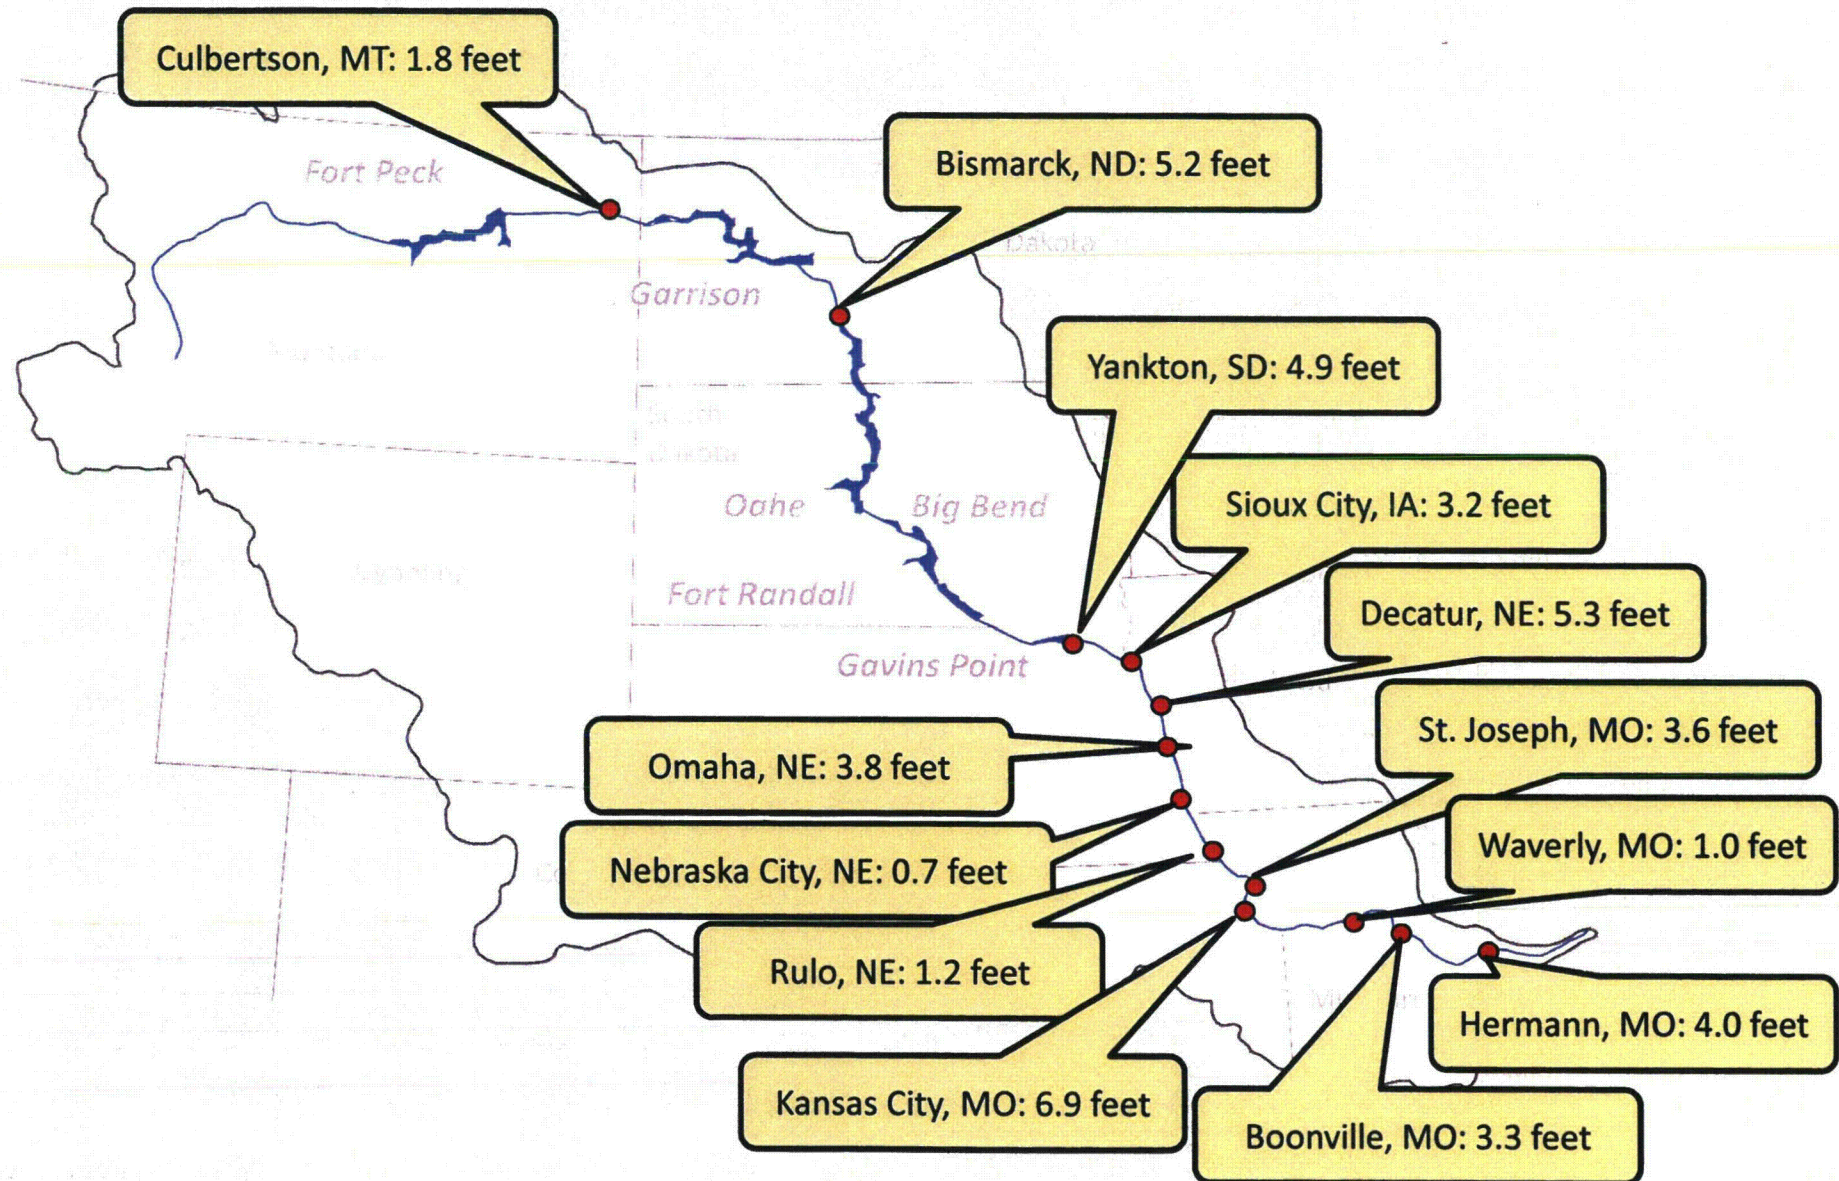 Culbertson, MT: 1.8 feet
Bismarck, ND: 5.2 feet
Fort Peck
Dakota
Garrison
Yankton, SD: 4.9 feet
South
Dakota
Oahe
Big Bend
Sioux City, IA: 3.2 feet
Fort Randall
Decatur, NE: 5.3 feet
Gavins Point
St. Joseph, MO: 3.6 feet
Omaha, NE: 3.8 feet
Waverly, MO: 1.0 feet
Nebraska City, NE: 0.7 feet
Rulo, NE: 1.2 feet
Hermann, MO: 4.0 feet
Kansas City, MO: 6.9 feet
Boonville, MO: 3.3 feet